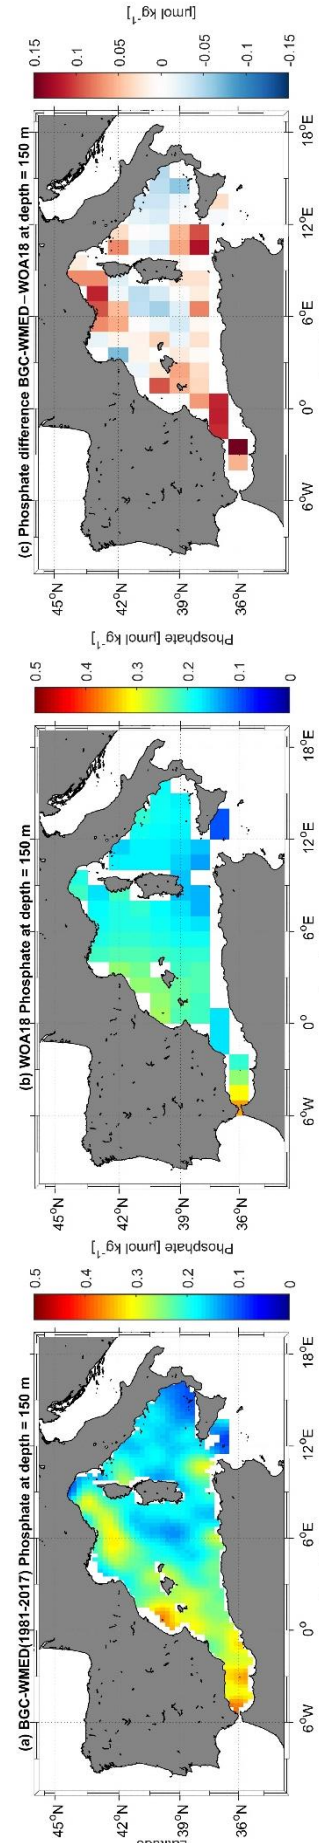 (a) BGC-WMED(1981-2017) Phosphate at depth = 150 m
45°N
42°N
39°N
36°N
6°W
0°
6°E
12°E
18°E
0.5
0.4
0.3
0.2
0.1
0
Phosphate [μmol kg⁻¹]
(b) WOA18 Phosphate at depth = 150 m
45°N
42°N
39°N
36°N
6°W
0°
6°E
12°E
18°E
0.5
0.4
0.3
0.2
0.1
0
Phosphate [μmol kg⁻¹]
(c) Phosphate difference BGC-WMED−WOA18 at depth = 150 m
45°N
42°N
39°N
36°N
6°W
0°
6°E
12°E
18°E
0.15
0.1
0.05
0
-0.05
-0.1
-0.15
[μmol kg⁻¹]